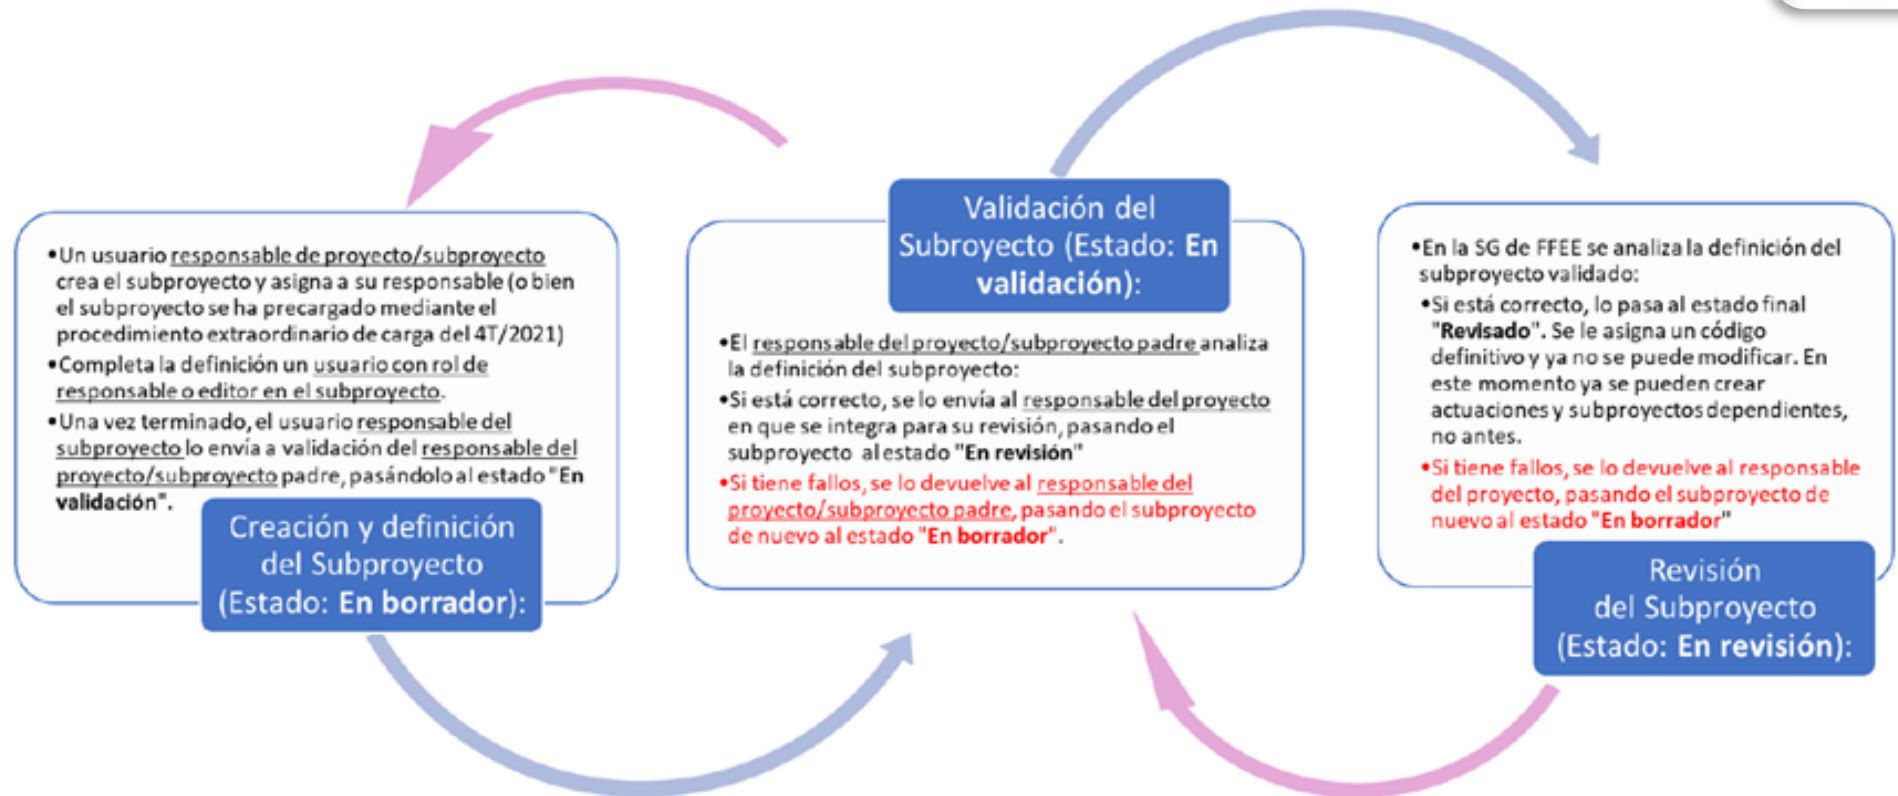 •Un usuario responsable de proyecto/subproyecto
crea el subproyecto y asigna a su responsable (o bien
el subproyecto se ha precargado mediante el
procedimiento extraordinario de carga del 4T/2021)
•Completa la definición un usuario con rol de
responsable o editor en el subproyecto.
•Una vez terminado, el usuario responsable del
subproyecto lo envía a validación del responsable del
proyecto/subproyecto padre, pasándolo al estado "En
validación".
Creación y definición
del Subproyecto
(Estado: En borrador):
Validación del
Subroyecto (Estado: En
validación):
•El responsable del proyecto/subproyecto padre analiza
la definición del subproyecto:
•Si está correcto, se lo envía al responsable del proyecto
en que se integra para su revisión, pasando el
subproyecto al estado "En revisión"
•Si tiene fallos, se lo devuelve al responsable del
proyecto/subproyecto padre, pasando el subproyecto
de nuevo al estado "En borrador".
•En la SG de FFEE se analiza la definición del
subproyecto validado:
•Si está correcto, lo pasa al estado final
"Revisado". Se le asigna un código
definitivo y ya no se puede modificar. En
este momento ya se pueden crear
actuaciones y subproyectos dependientes,
no antes.
•Si tiene fallos, se lo devuelve al responsable
del proyecto, pasando el subproyecto de
nuevo al estado "En borrador"
Revisión
del Subproyecto
(Estado: En revisión):